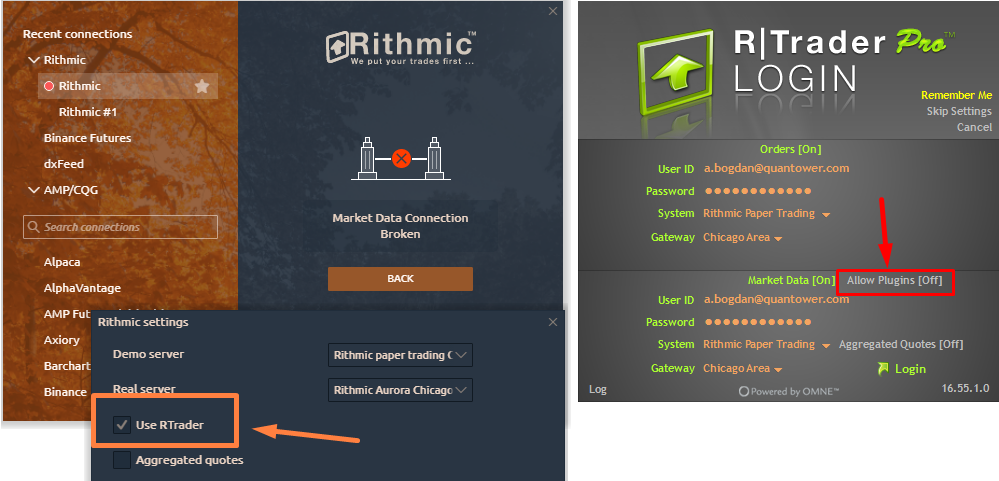 Recent connections
Rithmic
Rithmic
Rithmic #1
Binance Futures
dxFeed
AMP/CQG
Search connections
Alpaca
AlphaVantage
Axiory
Barchart
Binance
Rithmic™
We put your trades first ...
Market Data Connection
Broken
BACK
Rithmic settings
Demo server
Rithmic paper trading
Real server
Rithmic Aurora Chicago
Use RTrader
Aggregated quotes
R|Trader Pro™
LOGIN
Remember Me
Skip Settings
Cancel
Orders [On]
User ID a.bogdan@quantower.com
Password ●●●●●●●●●●●●
System Rithmic Paper Trading
Gateway Chicago Area
Market Data [On] Allow Plugins [Off]
User ID a.bogdan@quantower.com
Password ●●●●●●●●●●●●
System Rithmic Paper Trading Aggregated Quotes [Off]
Gateway Chicago Area Login
Log Powered by OMNE™ 16.55.1.0